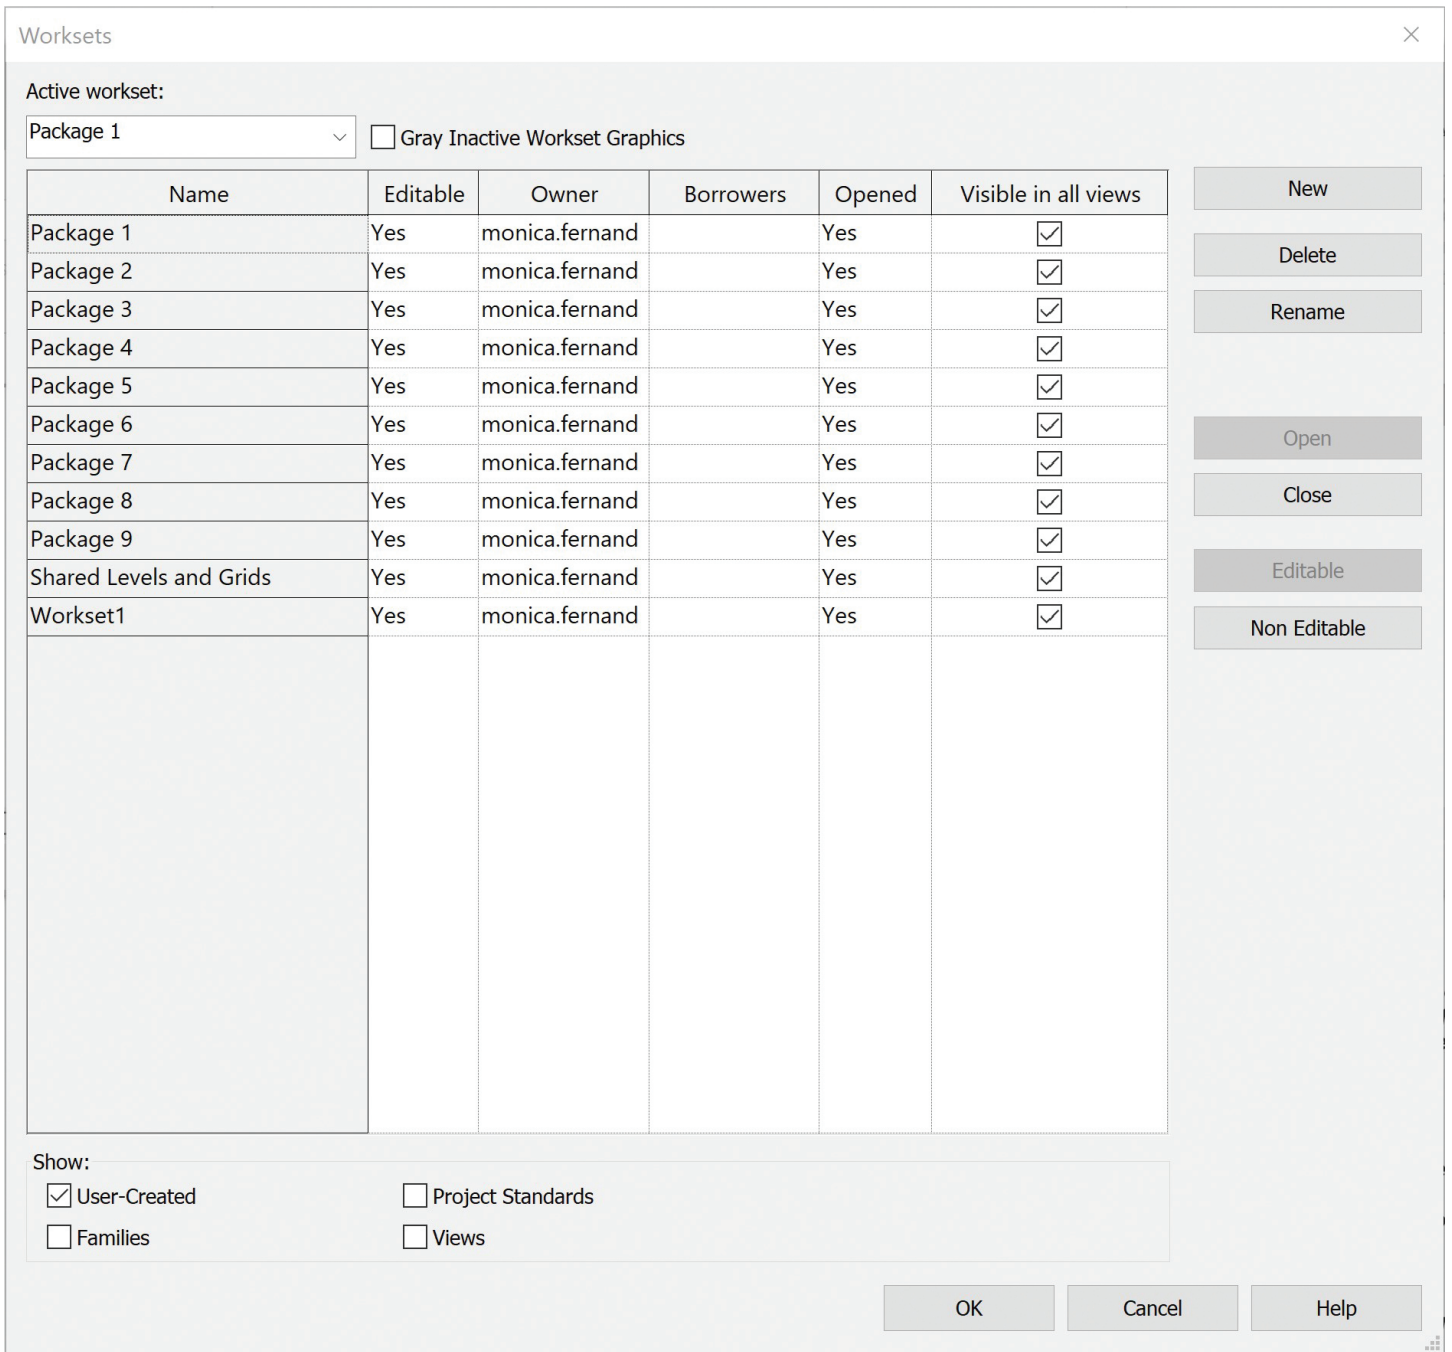 Worksets
Active workset:
Package 1
Gray Inactive Workset Graphics
Name Editable Owner Borrowers Opened Visible in all views
Package 1 Yes monica.fernand Yes
Package 2 Yes monica.fernand Yes
Package 3 Yes monica.fernand Yes
Package 4 Yes monica.fernand Yes
Package 5 Yes monica.fernand Yes
Package 6 Yes monica.fernand Yes
Package 7 Yes monica.fernand Yes
Package 8 Yes monica.fernand Yes
Package 9 Yes monica.fernand Yes
Shared Levels and Grids Yes monica.fernand Yes
Workset1 Yes monica.fernand Yes
New
Delete
Rename
Open
Close
Editable
Non Editable
Show:
User-Created Project Standards
Families Views
OK Cancel Help